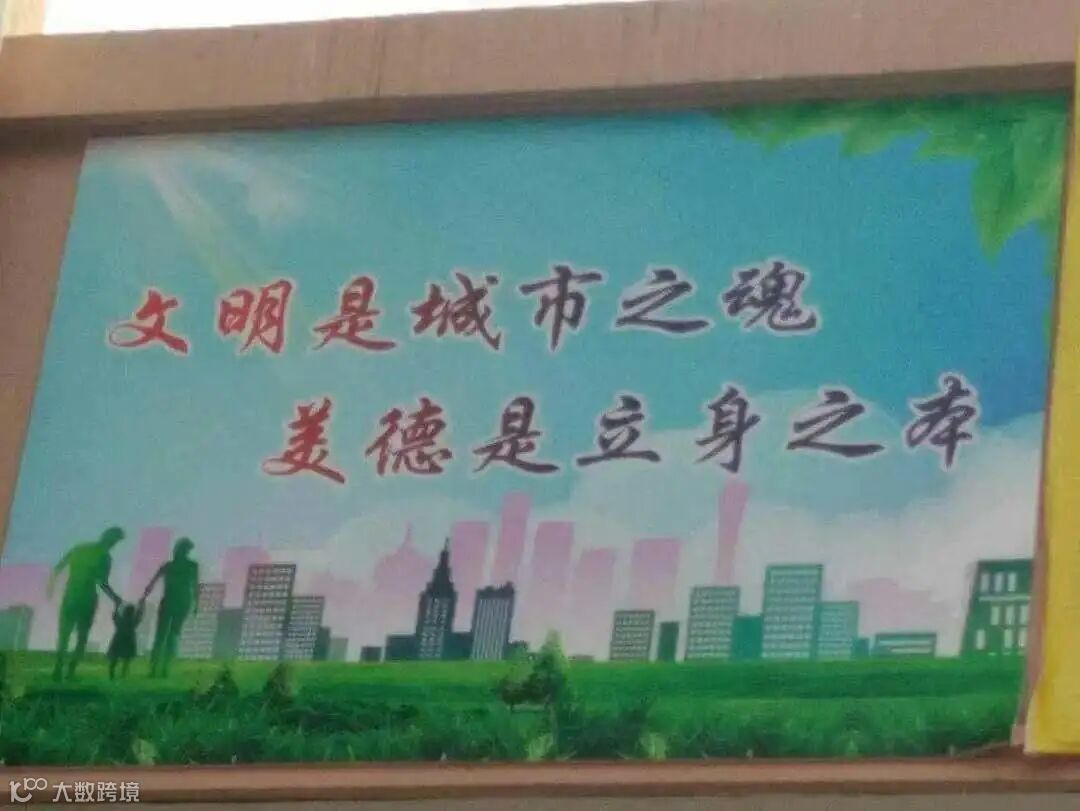 文明是城市之魂
美德是立身之本
大数跨境